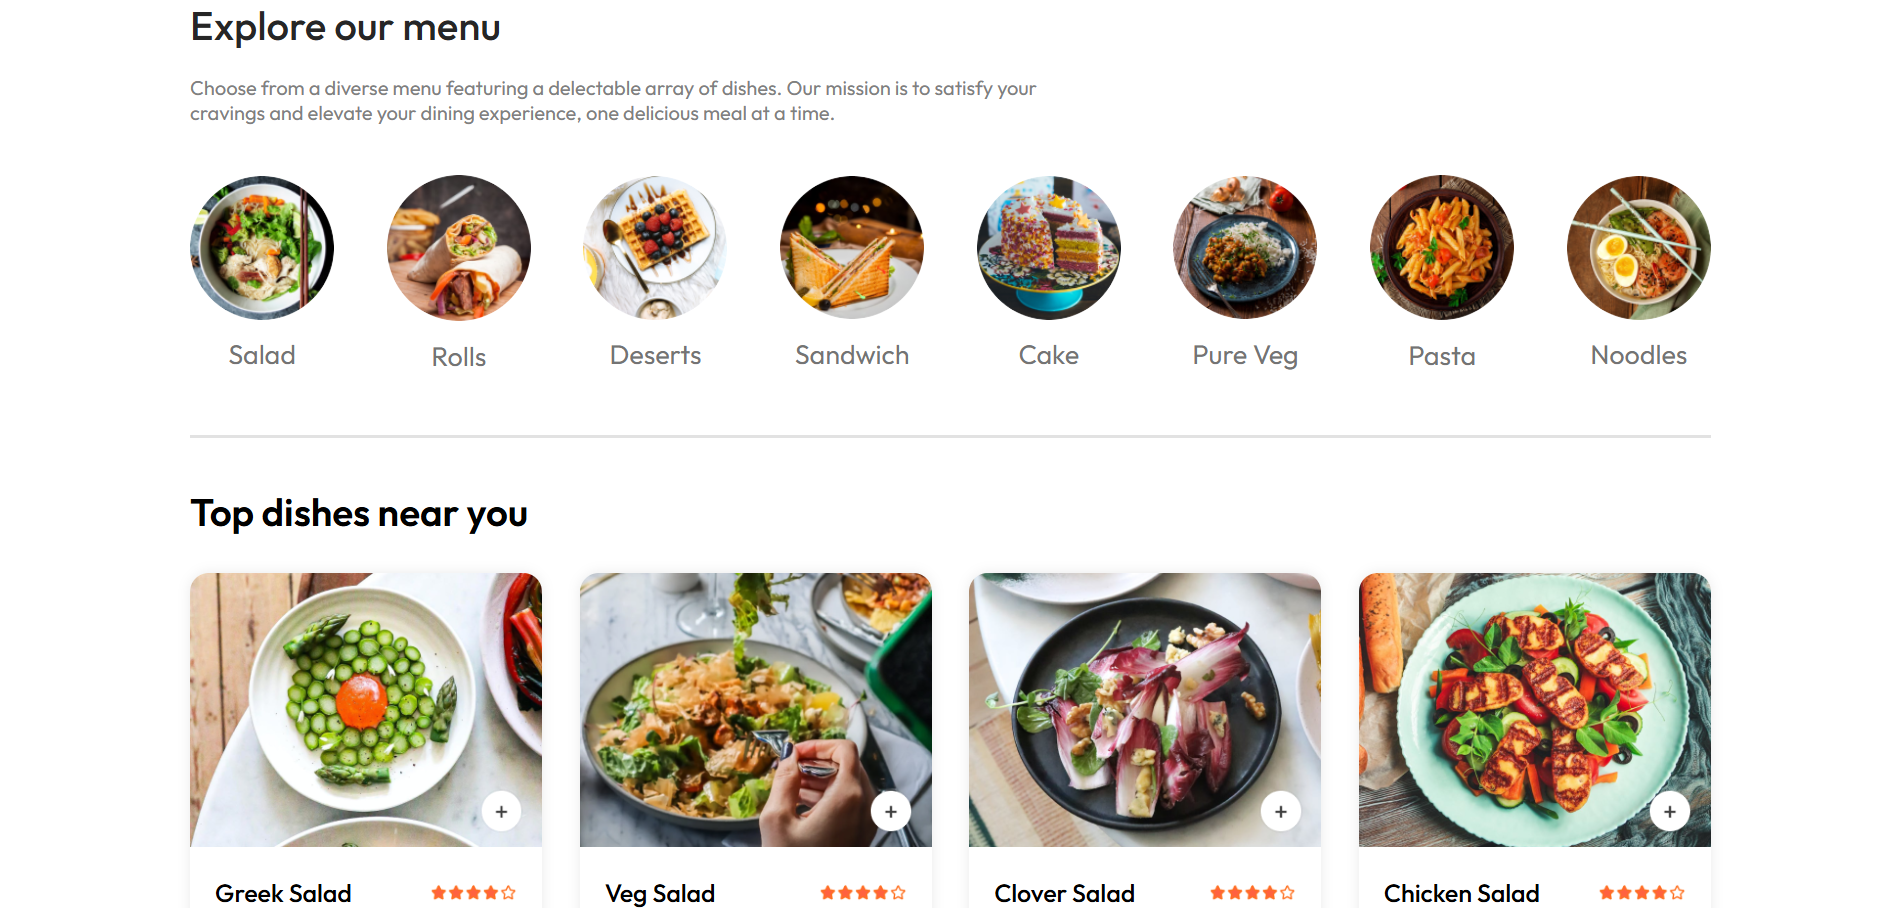 Explore our menu
Choose from a diverse menu featuring a delectable array of dishes. Our mission is to satisfy your
cravings and elevate your dining experience, one delicious meal at a time.
Salad
Rolls
Deserts
Sandwich
Cake
Pure Veg
Pasta
Noodles
Top dishes near you
+
+
+
+
Greek Salad
Veg Salad
Clover Salad
Chicken Salad